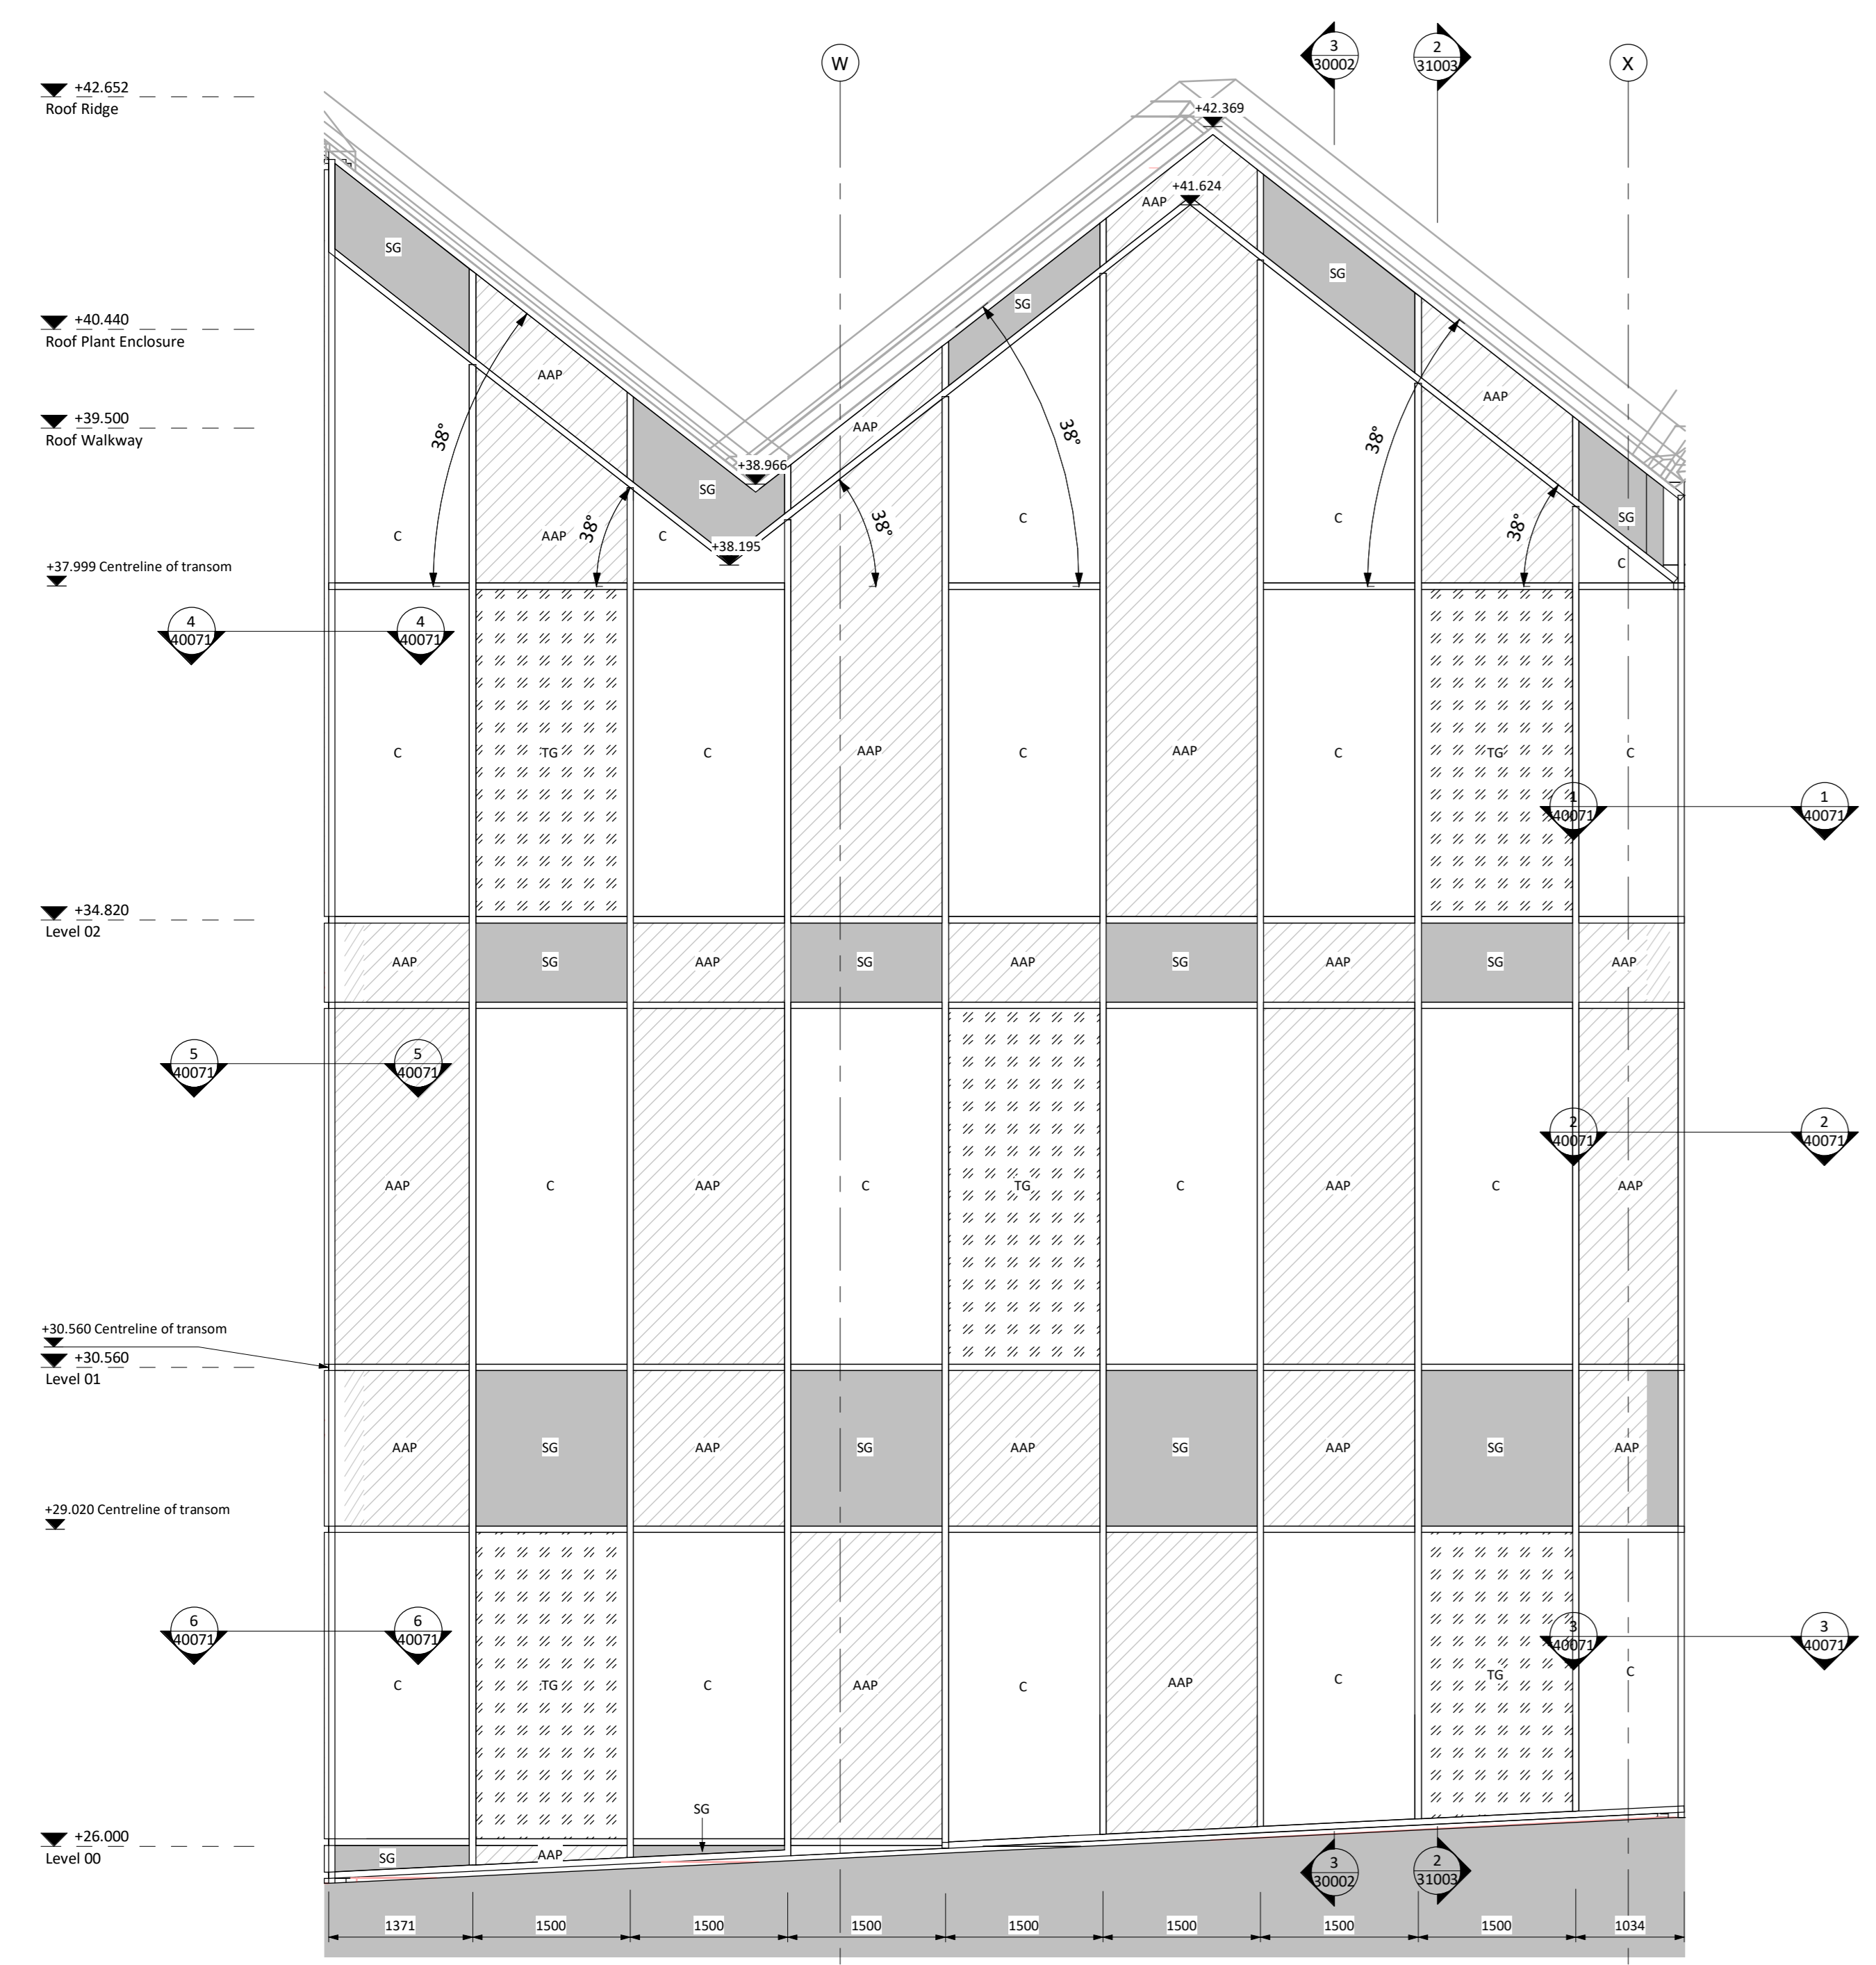 3
30002
2
31003
W
X
+42.652
Roof Ridge
+42.369
+41.624
AAP
SG
SG
SG
+40.440
Roof Plant Enclosure
AAP
AAP
+39.500
Roof Walkway
AAP
38°
38°
38°
+38.966
SG
SG
C
C
C
AAP
C
38°
38°
38°
+38.195
C
+37.999 Centreline of transom
4
40071
4
40071
C
TG
C
AAP
C
AAP
C
TG
C
1
40071
1
40071
+34.820
Level 02
AAP
SG
AAP
SG
AAP
SG
AAP
SG
AAP
5
40071
5
40071
2
40071
2
40071
AAP
C
AAP
C
TG
C
AAP
C
AAP
+30.560 Centreline of transom
+30.560
Level 01
AAP
SG
AAP
SG
AAP
SG
AAP
SG
AAP
+29.020 Centreline of transom
6
40071
6
40071
3
40071
3
40071
C
TG
C
AAP
C
AAP
C
TG
C
SG
+26.000
Level 00
SG
AAP
3
30002
2
31003
1371
1500
1500
1500
1500
1500
1500
1500
1034